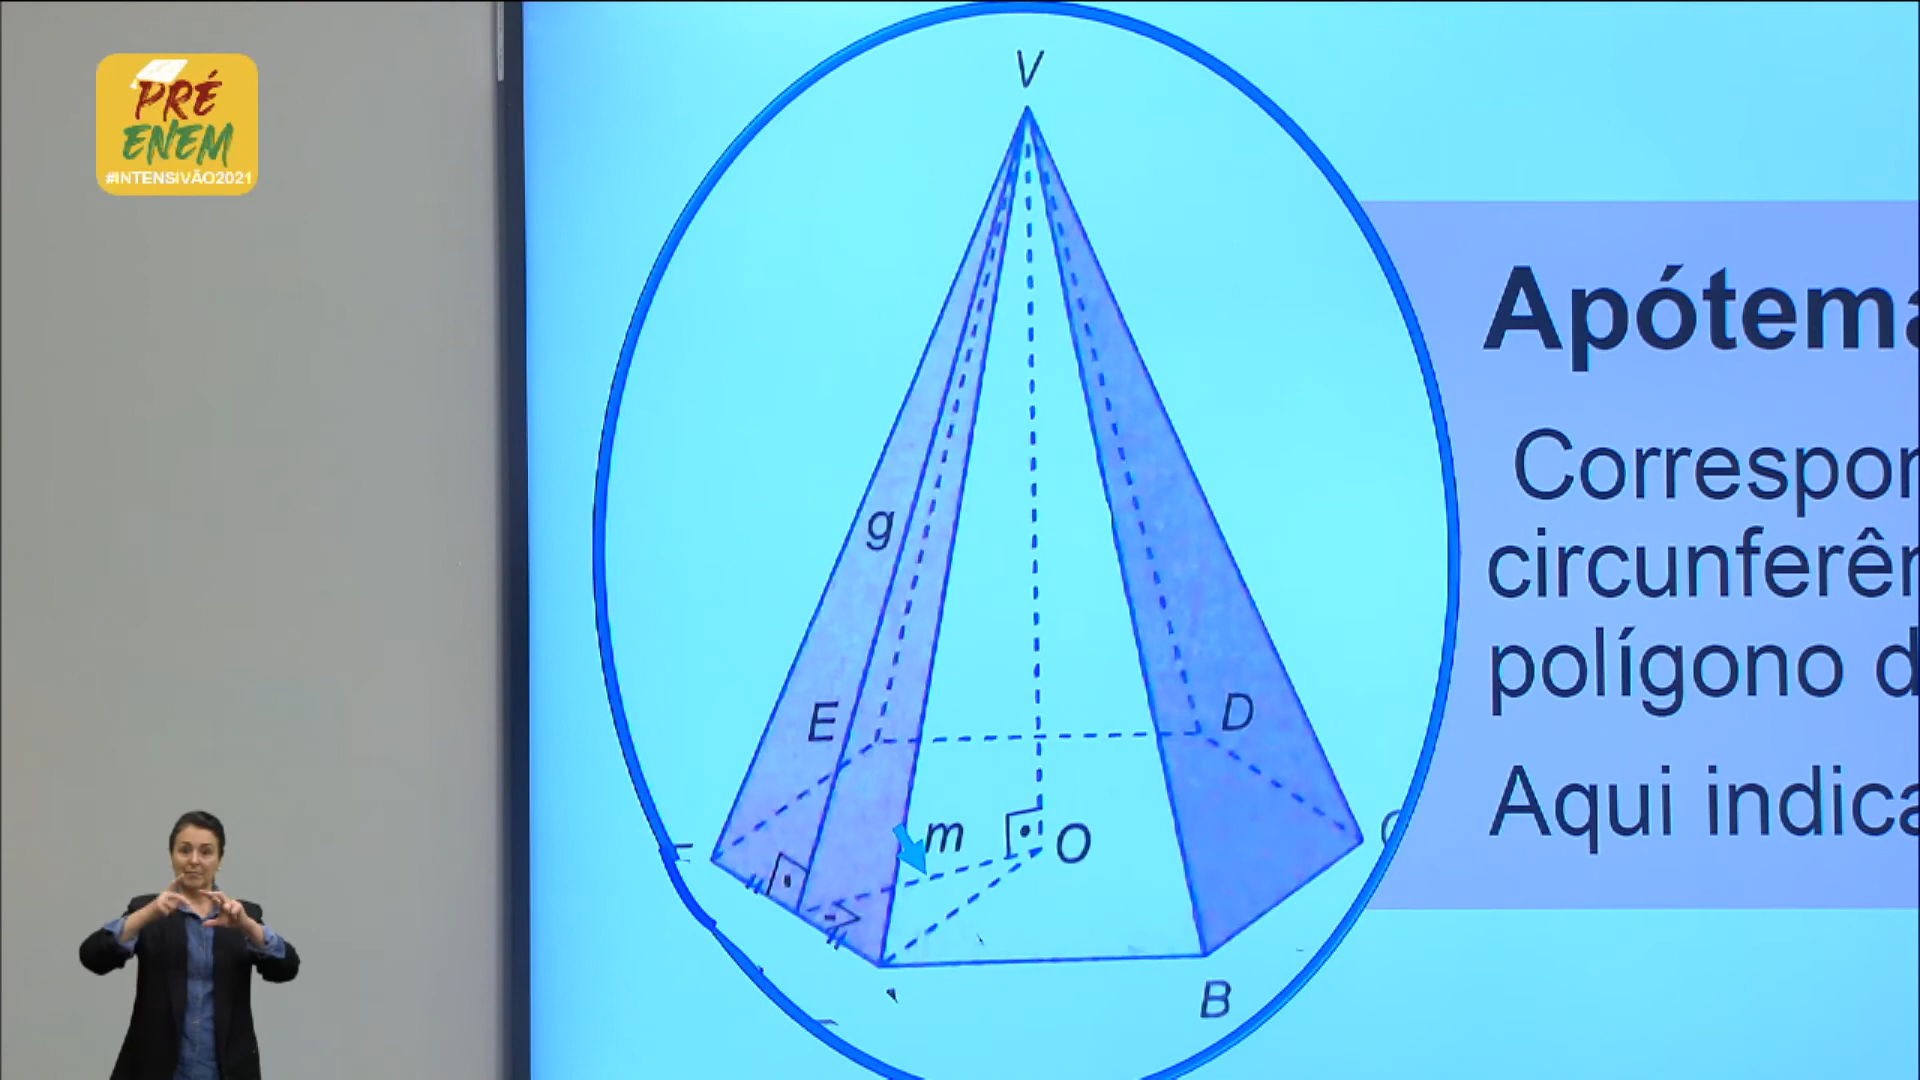 PRÉ
ENEM
#INTENSIVÃO2021
V
g
E
D
m
O
B
Apótema
Correspon
circunferên
polígono d
Aqui indica